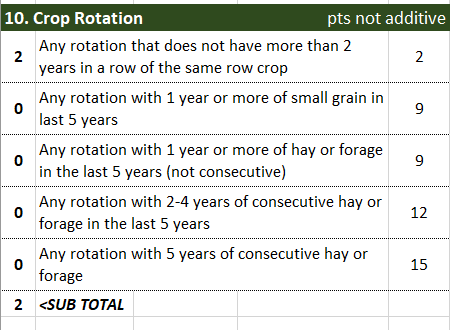 10. Crop Rotation pts not additive
2 Any rotation that does not have more than 2 2
years in a row of the same row crop
0 Any rotation with 1 year or more of small grain in 9
last 5 years
0 Any rotation with 1 year or more of hay or forage 9
in the last 5 years (not consecutive)
0 Any rotation with 2-4 years of consecutive hay or 12
forage in the last 5 years
0 Any rotation with 5 years of consecutive hay or 15
forage
2 <SUB TOTAL